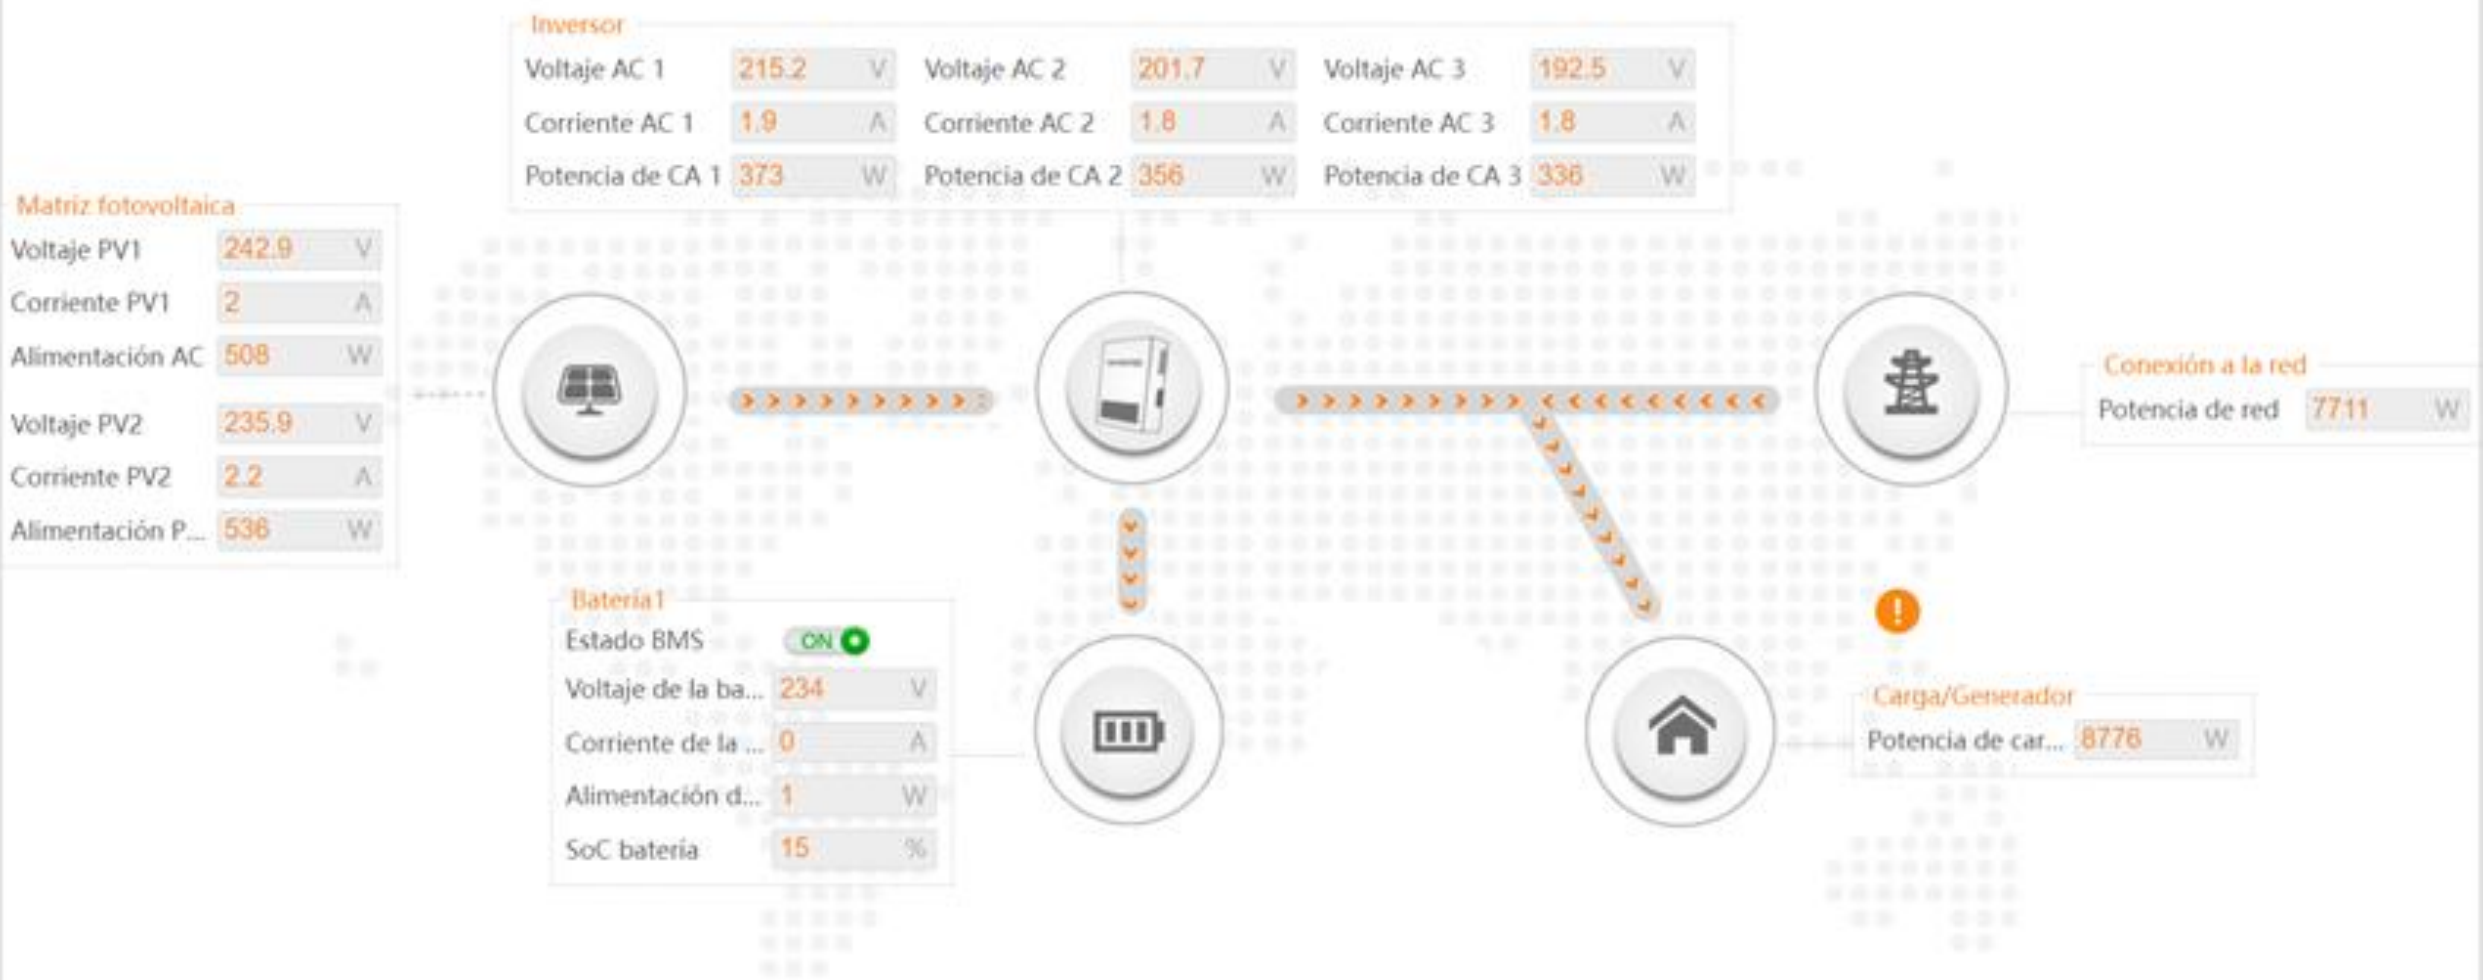 Inversor
Voltaje AC 1 215.2 V Voltaje AC 2 201.7 V Voltaje AC 3 192.5 V
Corriente AC 1 1.9 A Corriente AC 2 1.8 A Corriente AC 3 1.8 A
Potencia de CA 1 373 W Potencia de CA 2 356 W Potencia de CA 3 336 W
Matriz fotovoltaica
Voltaje PV1 242.9 V
Corriente PV1 2 A
Alimentación AC 508 W
Voltaje PV2 235.9 V
Corriente PV2 2.2 A
Alimentación P... 536 W
Conexión a la red
Potencia de red 7711 W
Batería1
Estado BMS ON
Voltaje de la ba... 234 V
Corriente de la ... 0 A
Alimentación d... 1 W
SoC batería 15 %
!
Carga/Generador
Potencia de car... 8776 W